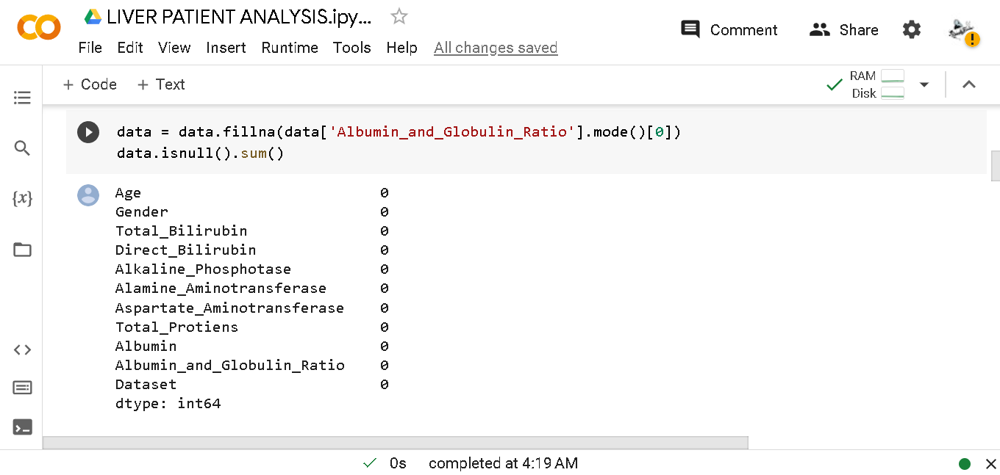 LIVER PATIENT ANALYSIS.ipy...
File Edit View Insert Runtime Tools Help All changes saved
Comment Share
+ Code + Text
RAM
Disk
data = data.fillna(data['Albumin_and_Globulin_Ratio'].mode()[0])
data.isnull().sum()
{x}
Age 0
Gender 0
Total_Bilirubin 0
Direct_Bilirubin 0
Alkaline_Phosphotase 0
Alamine_Aminotransferase 0
Aspartate_Aminotransferase 0
Total_Protiens 0
Albumin 0
Albumin_and_Globulin_Ratio 0
Dataset 0
dtype: int64
0s completed at 4:19 AM